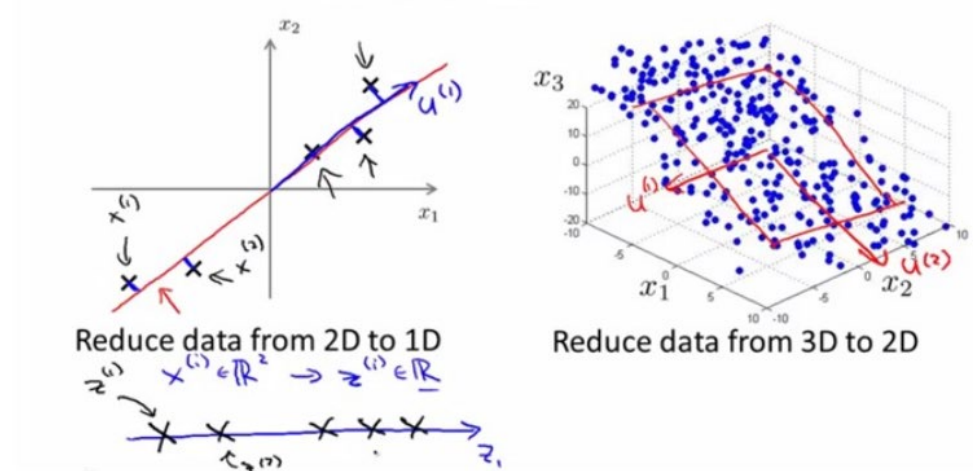 x₂
u⁽¹⁾
x₁
x⁽¹⁾
x⁽²⁾
Reduce data from 2D to 1D
x⁽ⁱ⁾ ∈ ℝ² → z⁽ⁱ⁾ ∈ ℝ
z⁽¹⁾
z⁽²⁾
z₁
x₃
20
10
0
-10
-20
-10
-5
0
5
10
-10
-5
0
5
10
u⁽¹⁾
u⁽²⁾
x₁
x₂
Reduce data from 3D to 2D